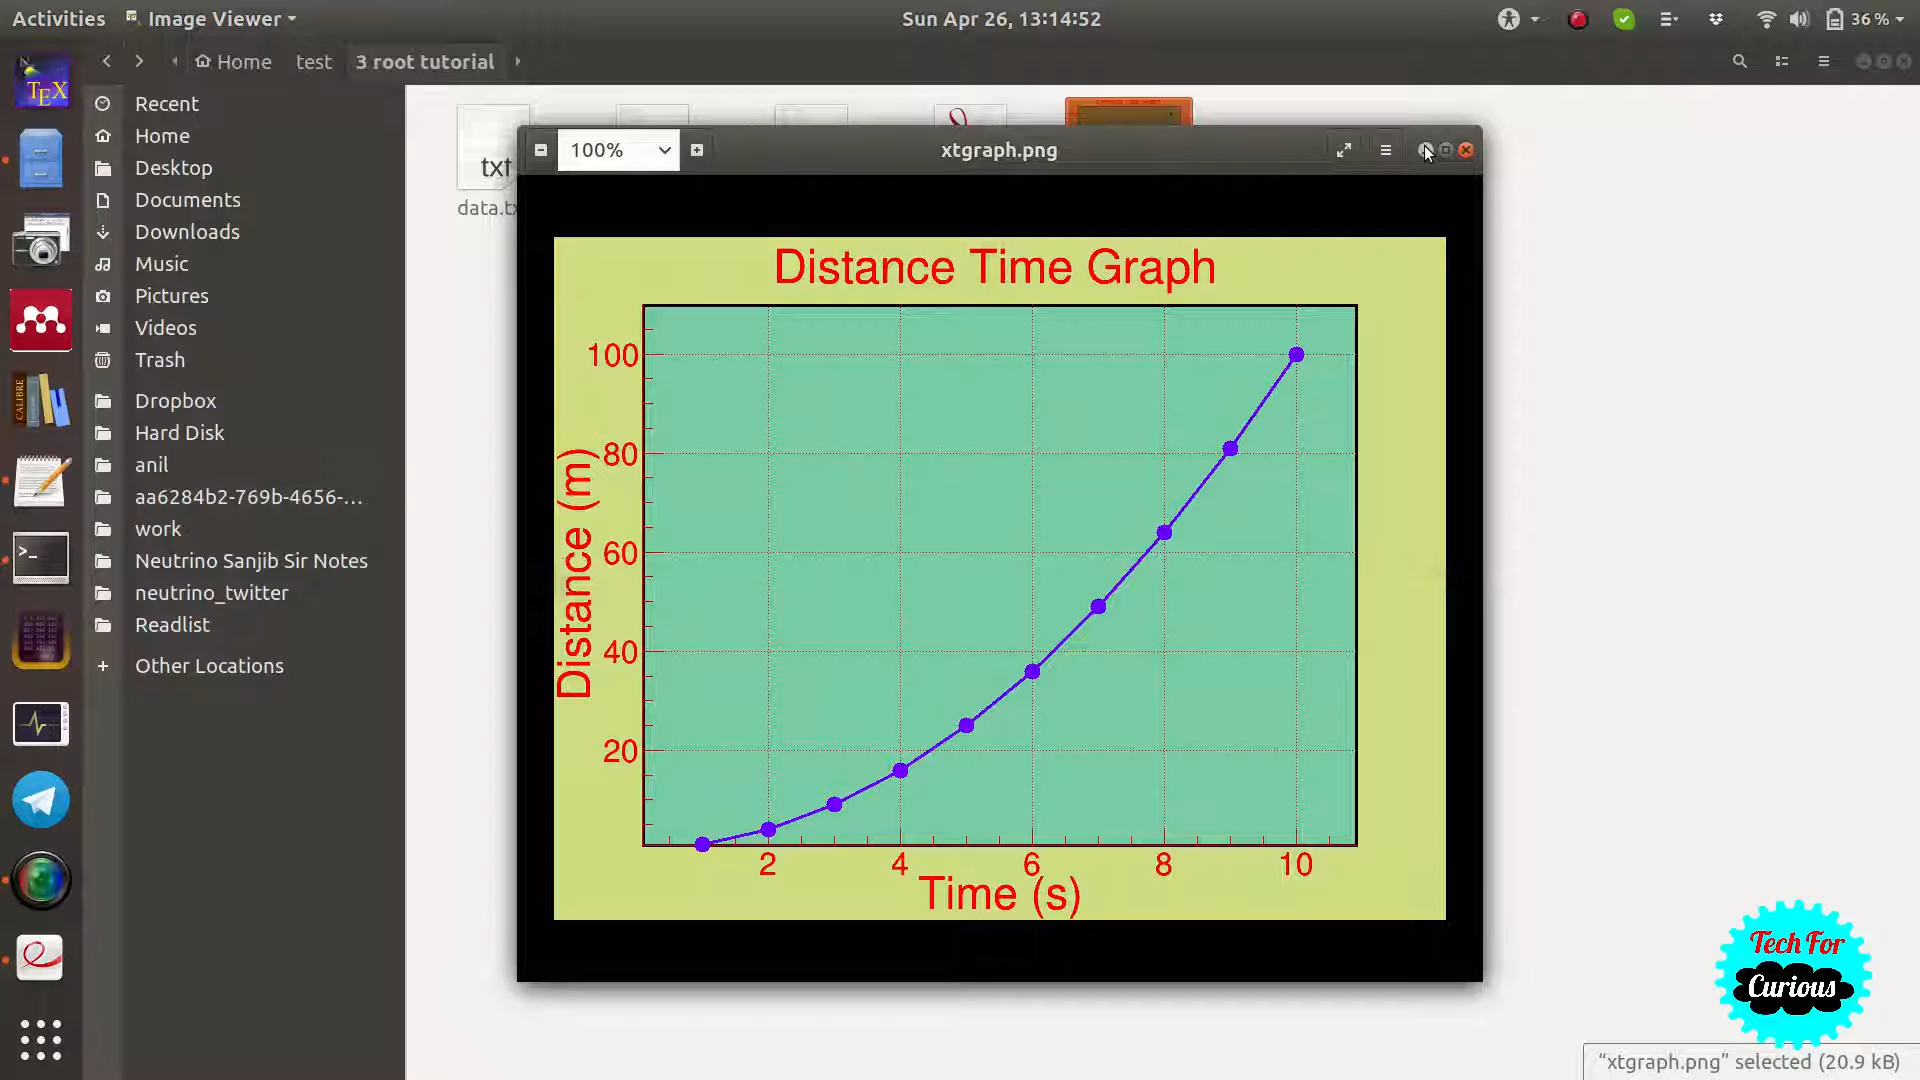 Activities
Image Viewer
Sun Apr 26, 13:14:52
36 %
Home
test
3 root tutorial
TEX
Recent
Home
Desktop
Documents
Downloads
Music
Pictures
Videos
Trash
Dropbox
Hard Disk
anil
aa6284b2-769b-4656-...
work
Neutrino Sanjib Sir Notes
neutrino_twitter
Readlist
Other Locations
CALIBRE
>_
txt
100%
xtgraph.png
Distance Time Graph
Distance (m)
100
80
60
40
20
2
4
6
8
10
Time (s)
Tech For
Curious
“xtgraph.png” selected (20.9 kB)